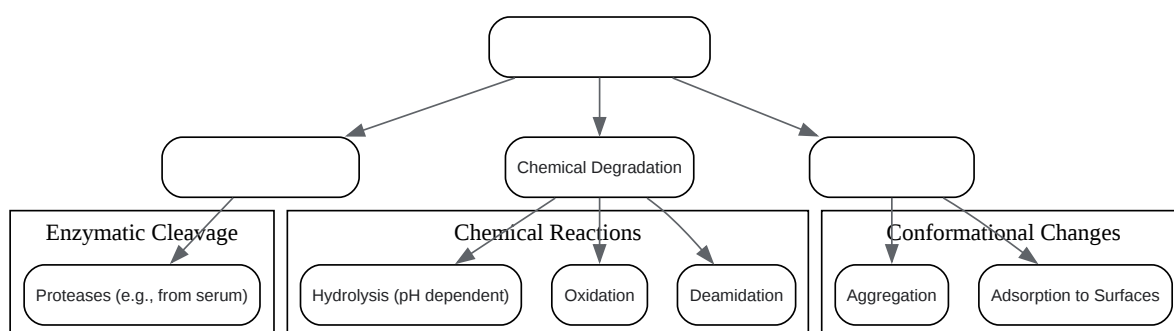 Chemical Degradation
Enzymatic Cleavage
Chemical Reactions
Conformational Changes
Proteases (e.g., from serum)
Hydrolysis (pH dependent)
Oxidation
Deamidation
Aggregation
Adsorption to Surfaces